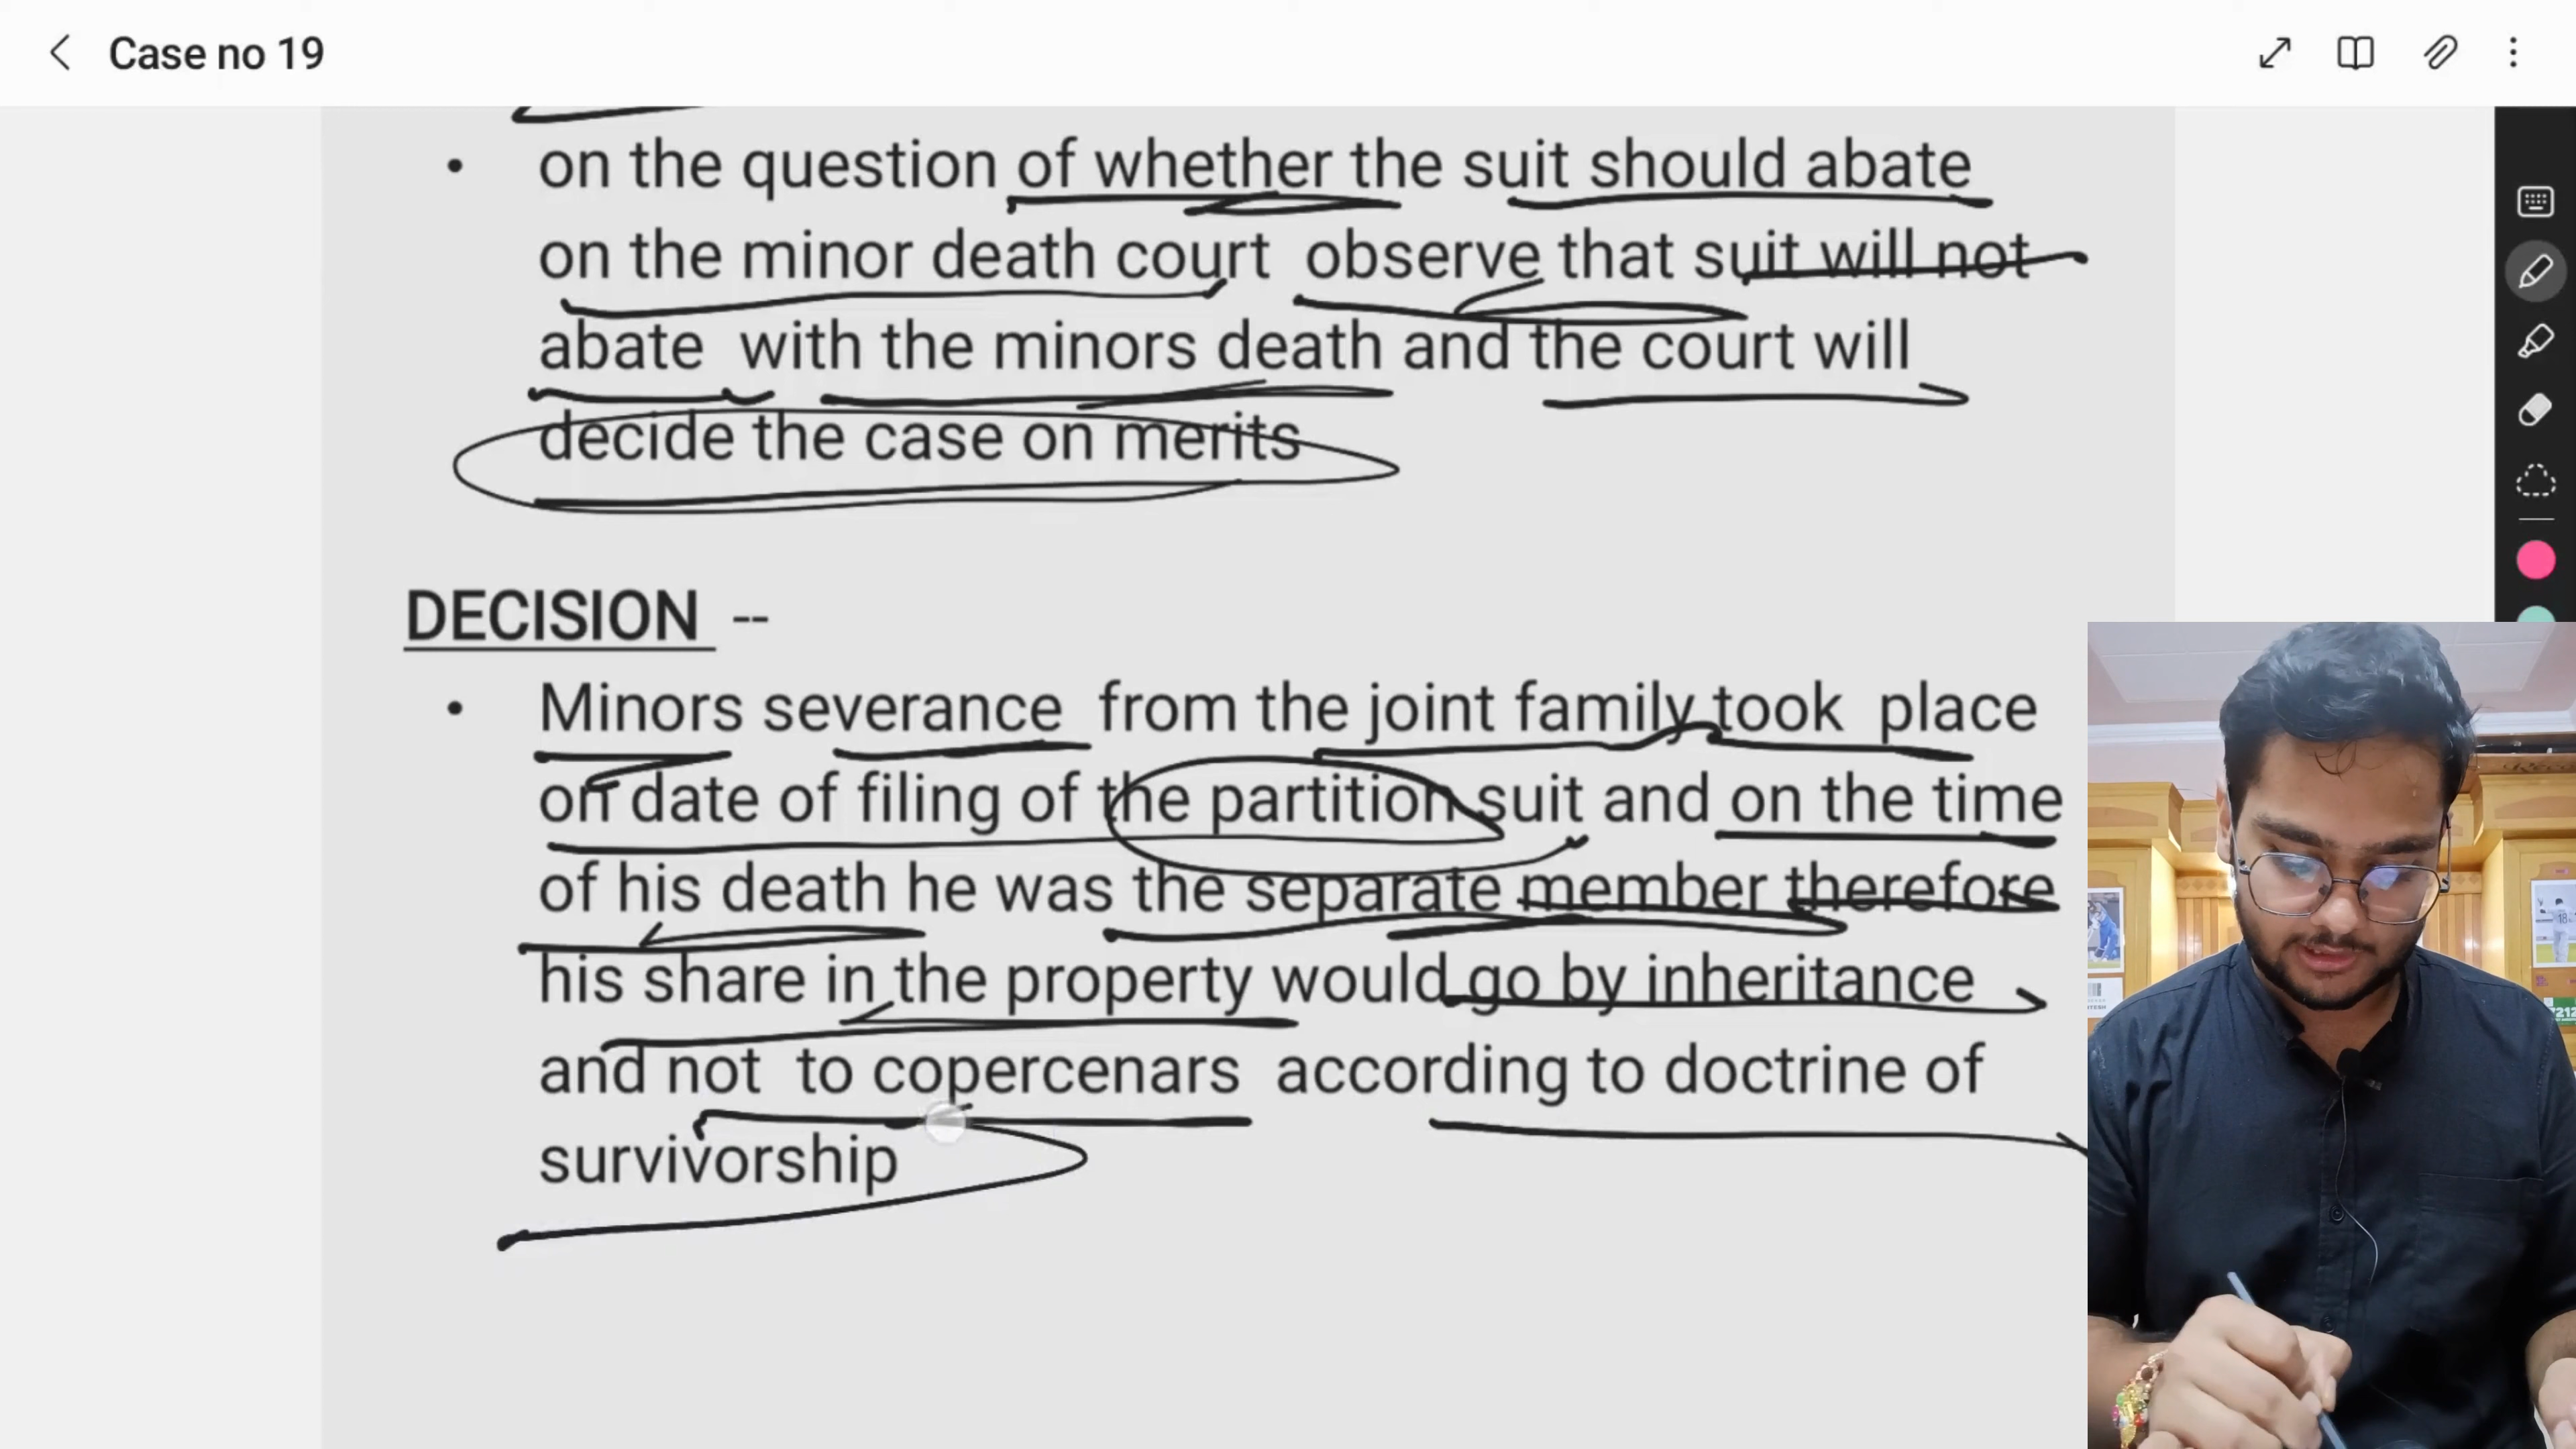 Case no 19
• on the question of whether the suit should abate
on the minor death court observe that suit will not
abate with the minors death and the court will
decide the case on merits
DECISION --
• Minors severance from the joint family took place
on date of filing of the partition suit and on the time
of his death he was the separate member therefore
his share in the property would go by inheritance
and not to copercenars according to doctrine of
survivorship
18
7212